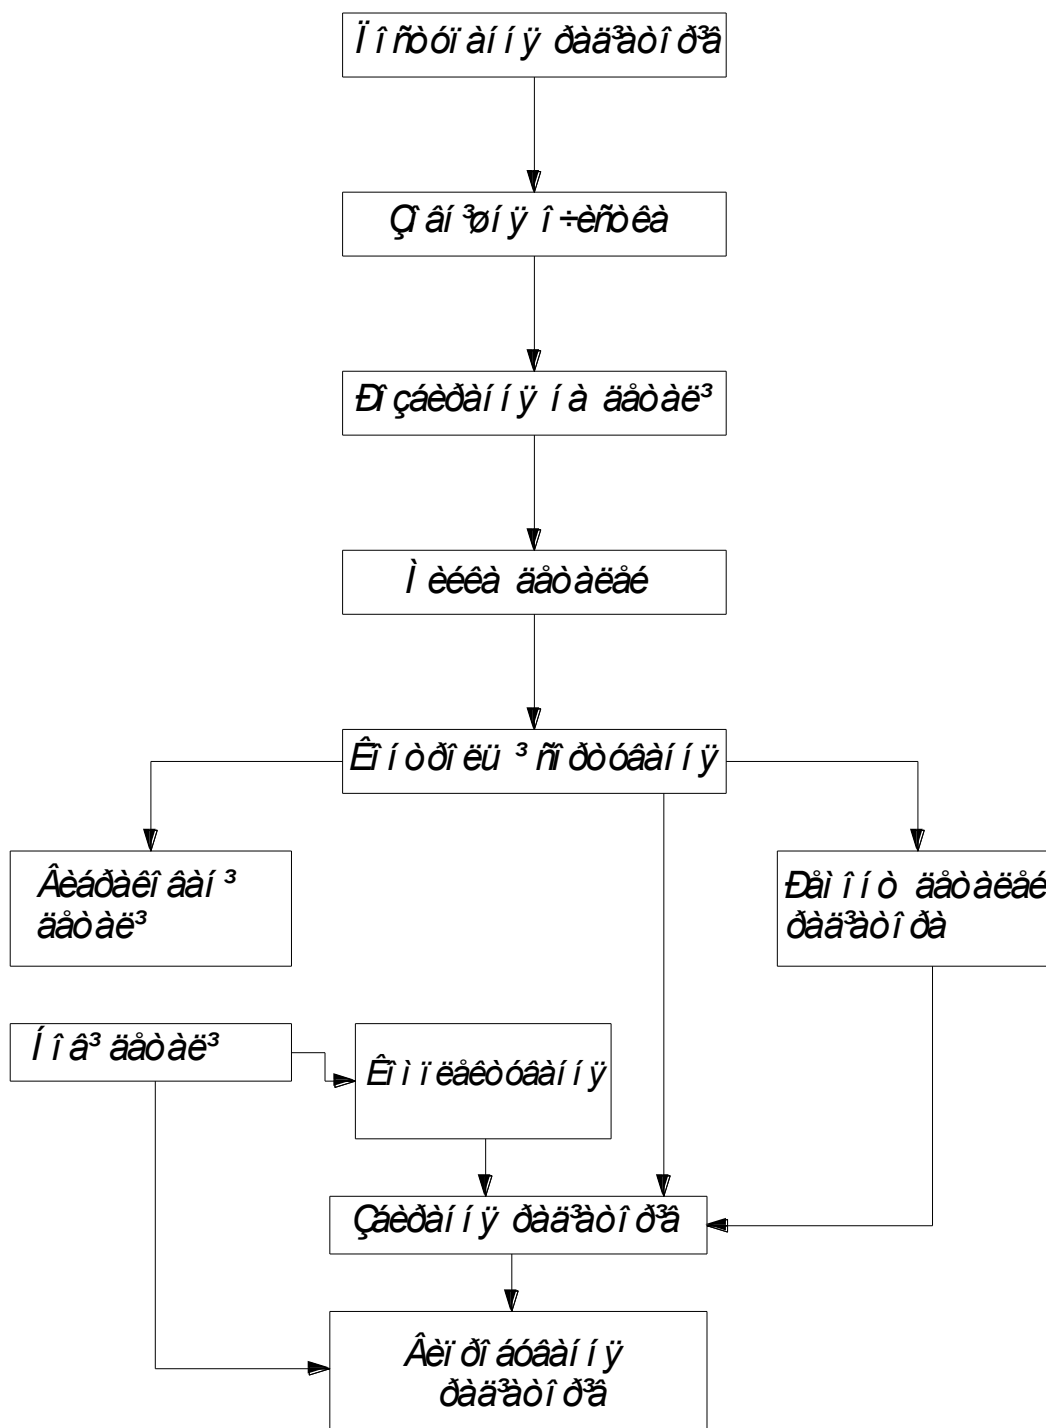 Ïîñòóïàííÿ ðàä³àòîð³â
Çîâí³øíÿ î÷èñòêà
Ðîçáèðàííÿ íà äåòàë³
Ìèéêà äåòàëåé
Êîíòðîëü ³ ñîðòóâàííÿ
Âèáðàêîâàí³
äåòàë³
Ðåìîíò äåòàëåé
ðàä³àòîðà
Íîâ³ äåòàë³
Êîìïëåêòóâàííÿ
Çáèðàííÿ ðàä³àòîð³â
Âèïðîáóâàííÿ
ðàä³àòîð³â